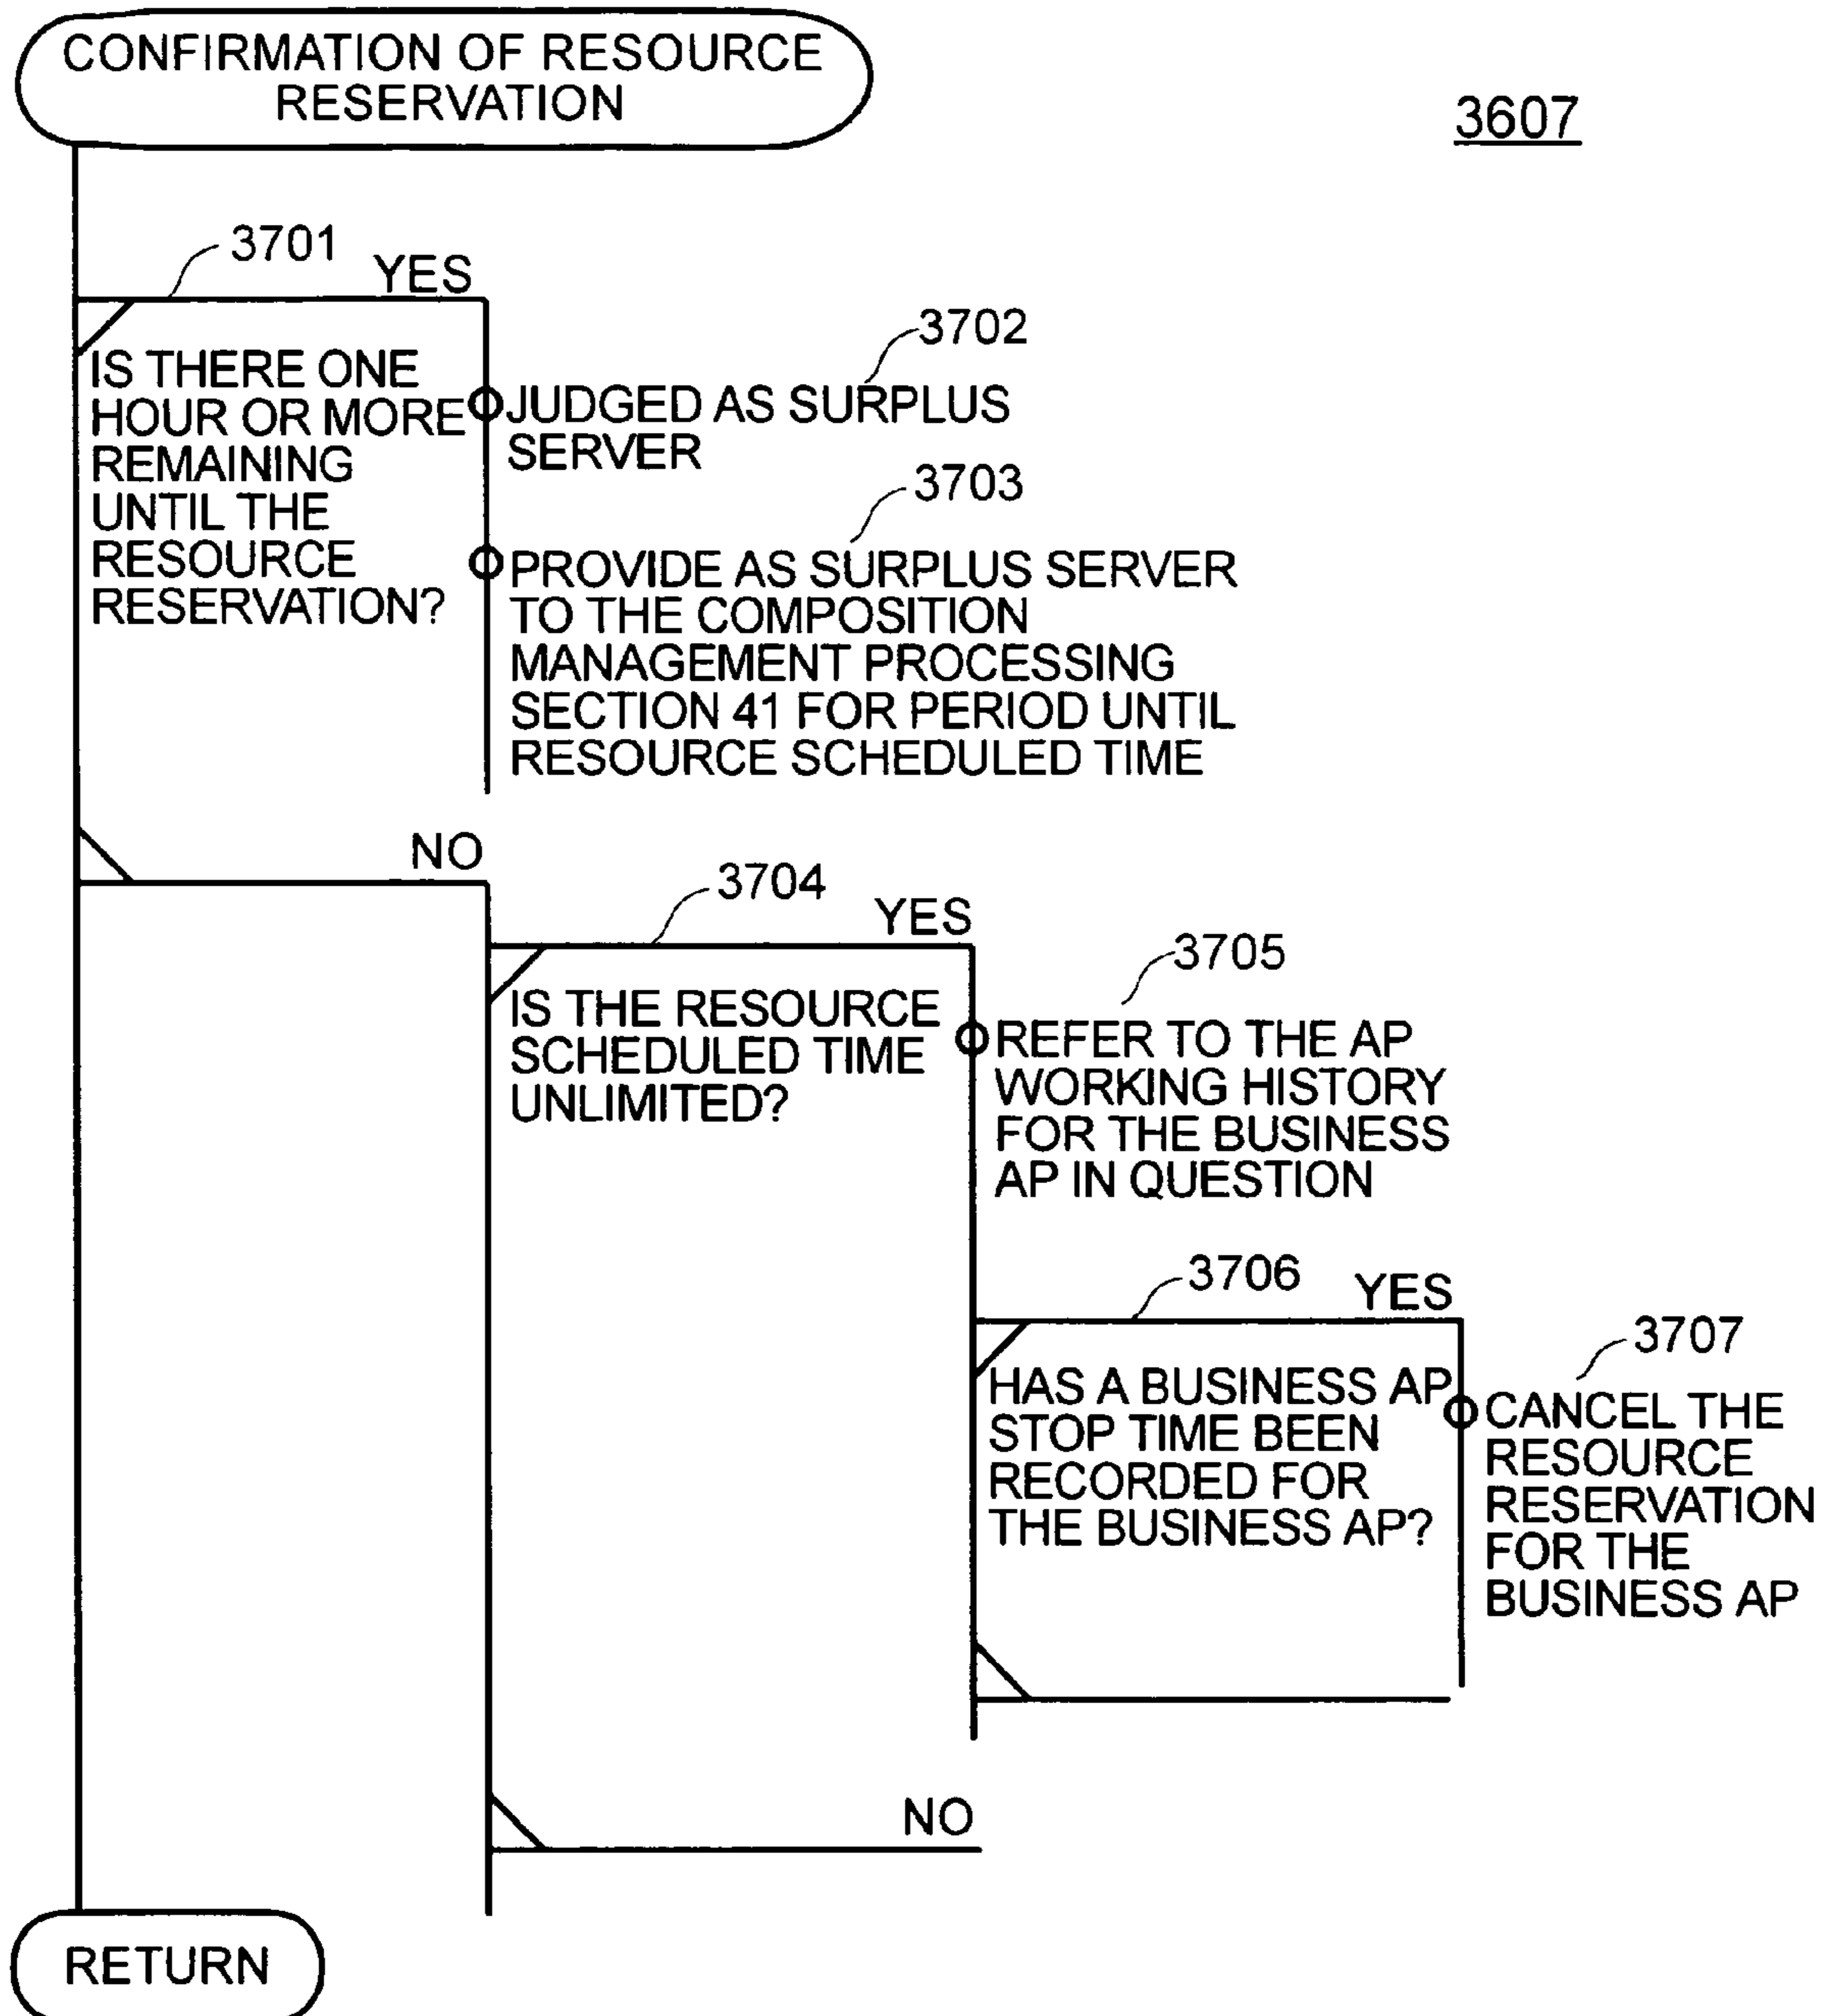 CONFIRMATION OF RESOURCE
RESERVATION
3607
3701
YES
IS THERE ONE
HOUR OR MORE
REMAINING
UNTIL THE
RESOURCE
RESERVATION?
3702
JUDGED AS SURPLUS
SERVER
3703
PROVIDE AS SURPLUS SERVER
TO THE COMPOSITION
MANAGEMENT PROCESSING
SECTION 41 FOR PERIOD UNTIL
RESOURCE SCHEDULED TIME
NO
3704
YES
IS THE RESOURCE
SCHEDULED TIME
UNLIMITED?
3705
REFER TO THE AP
WORKING HISTORY
FOR THE BUSINESS
AP IN QUESTION
3706
YES
HAS A BUSINESS AP
STOP TIME BEEN
RECORDED FOR
THE BUSINESS AP?
3707
CANCEL THE
RESOURCE
RESERVATION
FOR THE
BUSINESS AP
NO
RETURN